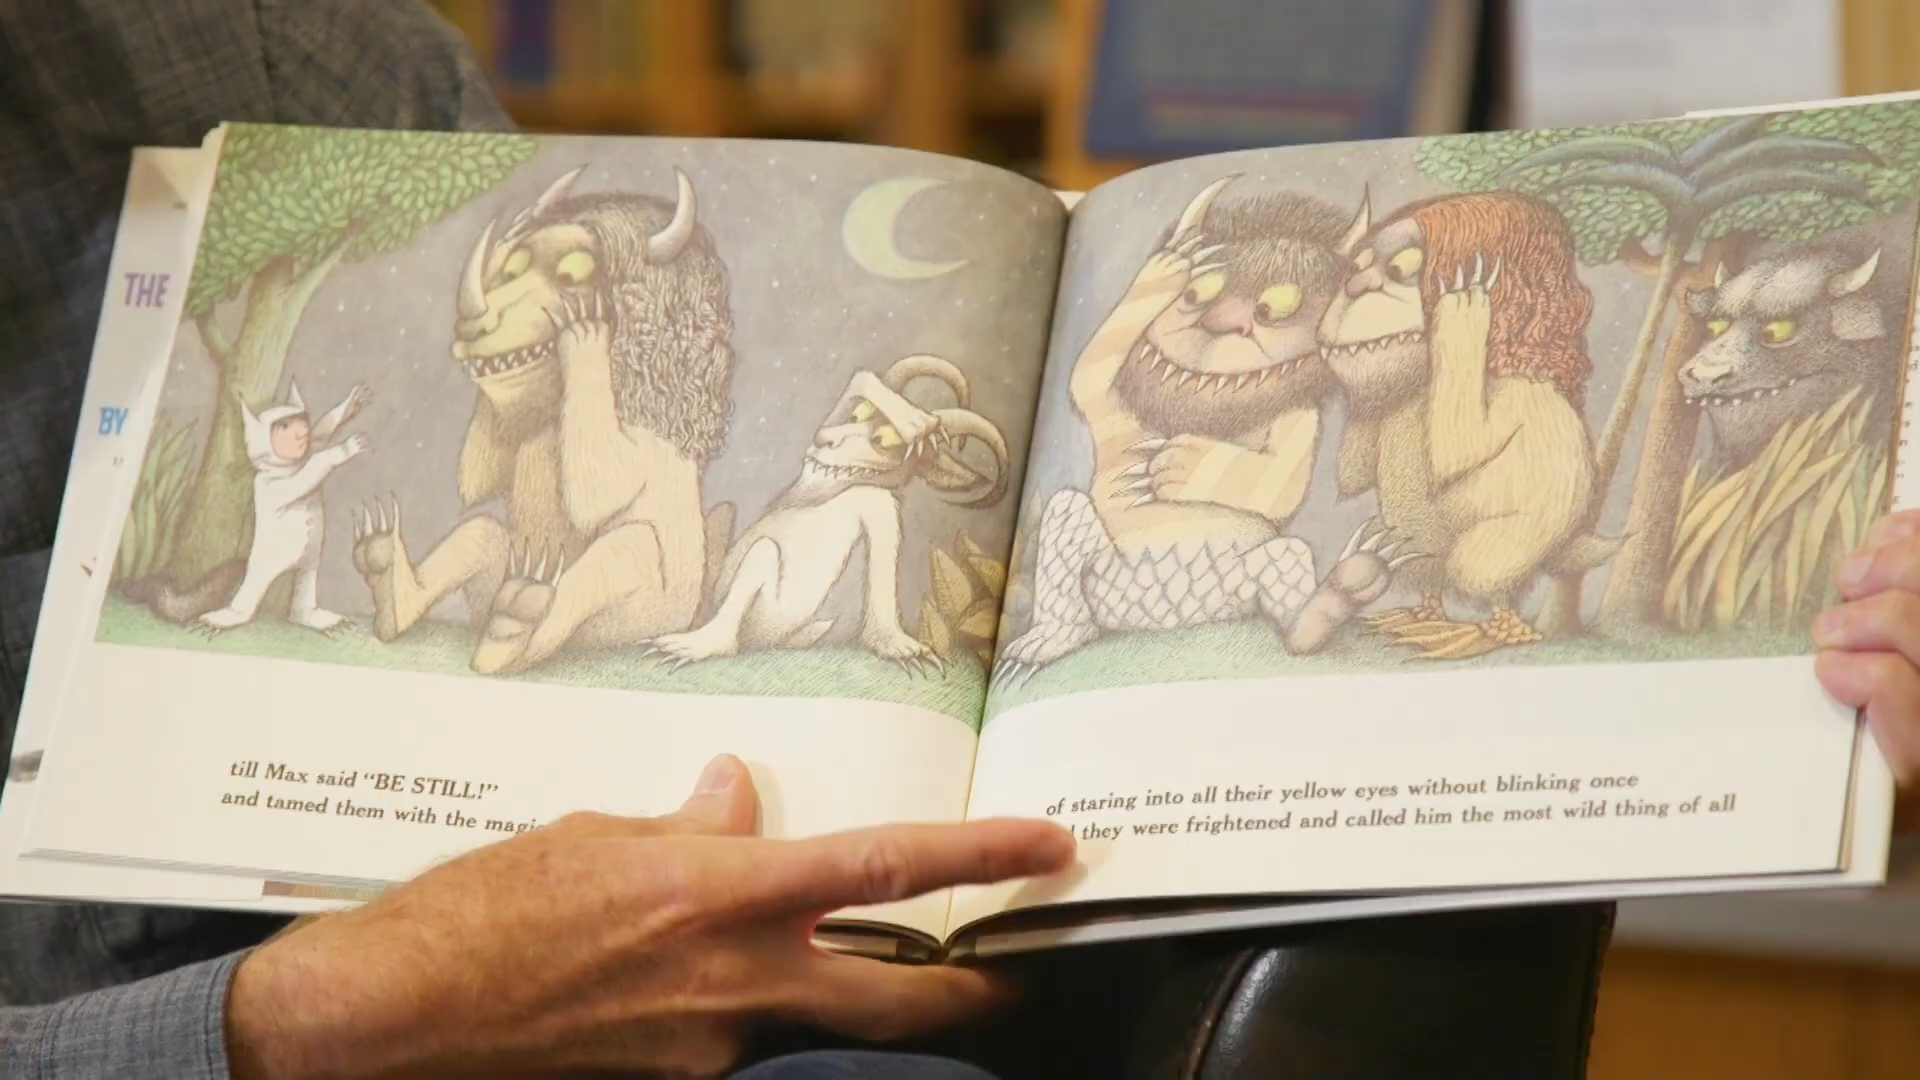 THE
BY
till Max said “BE STILL!”
and tamed them with the magic
of staring into all their yellow eyes without blinking once
they were frightened and called him the most wild thing of all